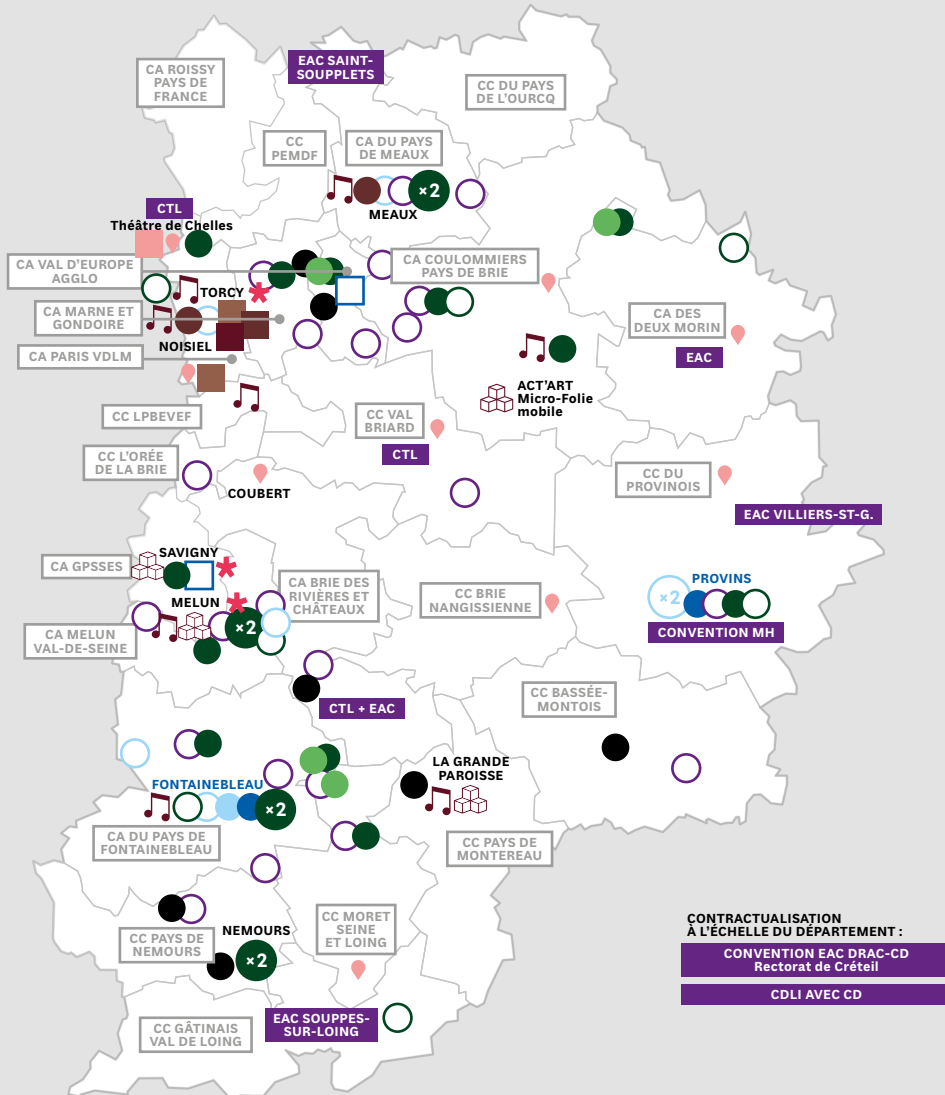 EAC SAINT-
SOUPPLETS
CA ROISSY
PAYS DE
FRANCE
CC DU PAYS
DE L'OURCQ
CC
PEMDF
CA DU PAYS
DE MEAUX
×2
MEAUX
CTL
Théâtre de Chelles
CA VAL D'EUROPE
AGGLO
CA COULOMMIERS
PAYS DE BRIE
TORCY
CA MARNE ET
GONDOIRE
CA DES
DEUX MORIN
EAC
NOISIEL
CA PARIS VDLM
ACT'ART
Micro-Folie
mobile
CC LPBEVEF
CC VAL
BRIARD
CTL
CC L'ORÉE
DE LA BRIE
COUBERT
CC DU
PROVINOIS
EAC VILLIERS-ST-G.
SAVIGNY
CA GPSSES
CA BRIE DES
RIVIÈRES ET
CHÂTEAUX
CC BRIE
NANGISSIENNE
PROVINS
×2
CONVENTION MH
MELUN
×2
CA MELUN
VAL-DE-SEINE
CC BASSÉE-
MONTOIS
CTL + EAC
LA GRANDE
PAROISSE
FONTAINEBLEAU
×2
CA DU PAYS DE
FONTAINEBLEAU
CC PAYS DE
MONTEREAU
CC MORET
SEINE
ET LOING
NEMOURS
×2
CC PAYS DE
NEMOURS
CONTRACTUALISATION
À L'ÉCHELLE DU DÉPARTEMENT :
CONVENTION EAC DRAC-CD
Rectorat de Créteil
CDLI AVEC CD
EAC SOUPPES-
SUR-LOING
CC GÂTINAIS
VAL DE LOING